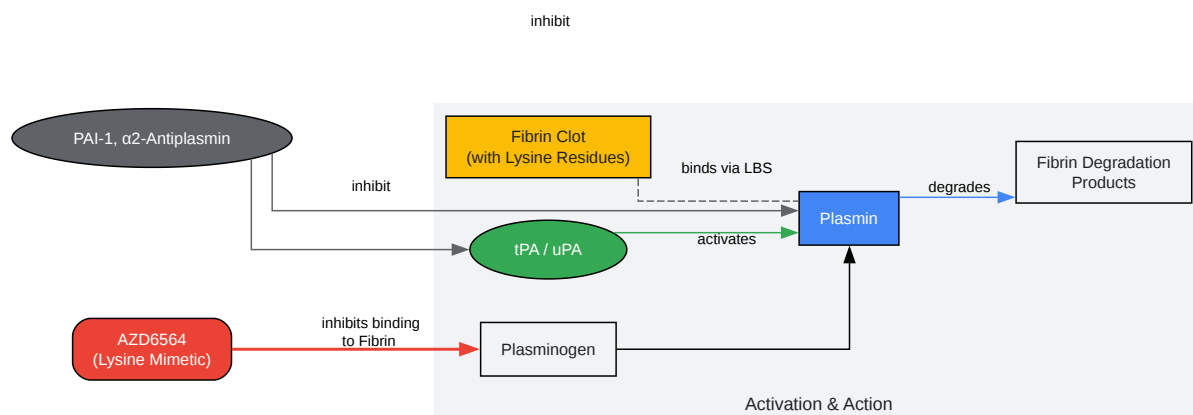 inhibit
PAI-1, α2-Antiplasmin
Fibrin Clot
(with Lysine Residues)
binds via LBS
Fibrin Degradation
Products
inhibit
degrades
Plasmin
tPA / uPA
activates
AZD6564
(Lysine Mimetic)
inhibits binding
to Fibrin
Plasminogen
Activation & Action